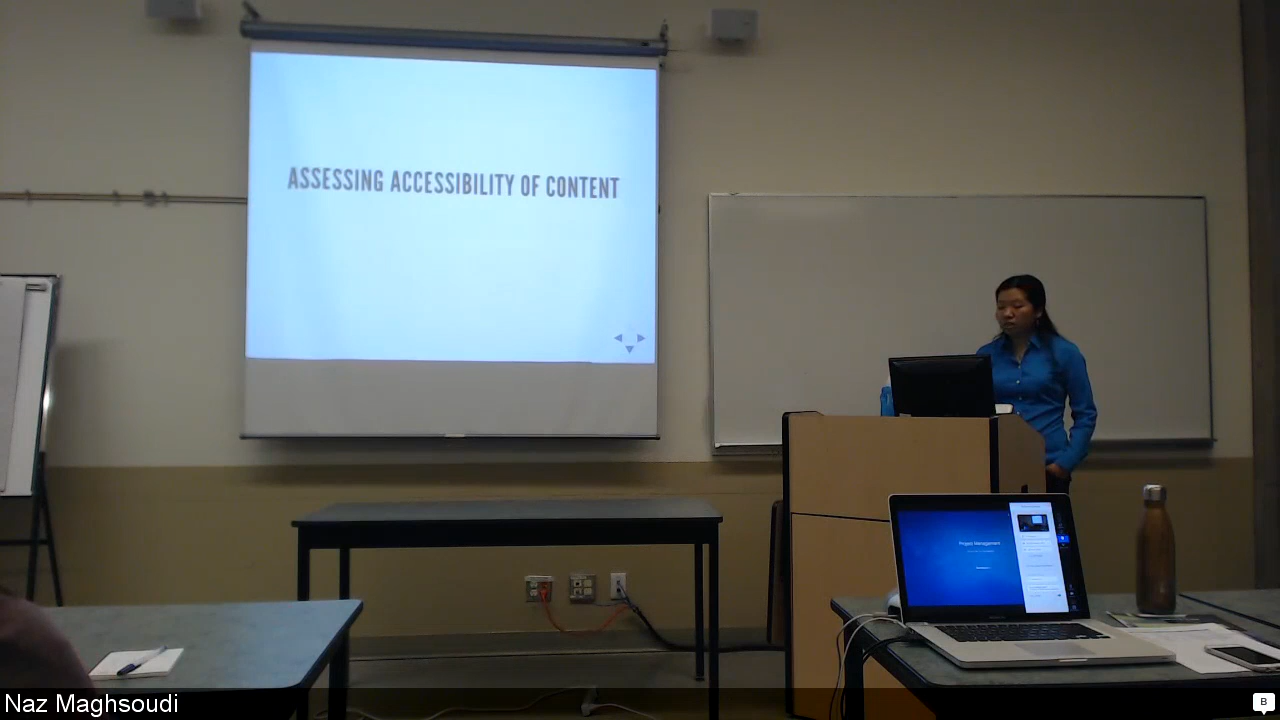 ASSESSING ACCESSIBILITY OF CONTENT
Project Management
Naz Maghsoudi
B